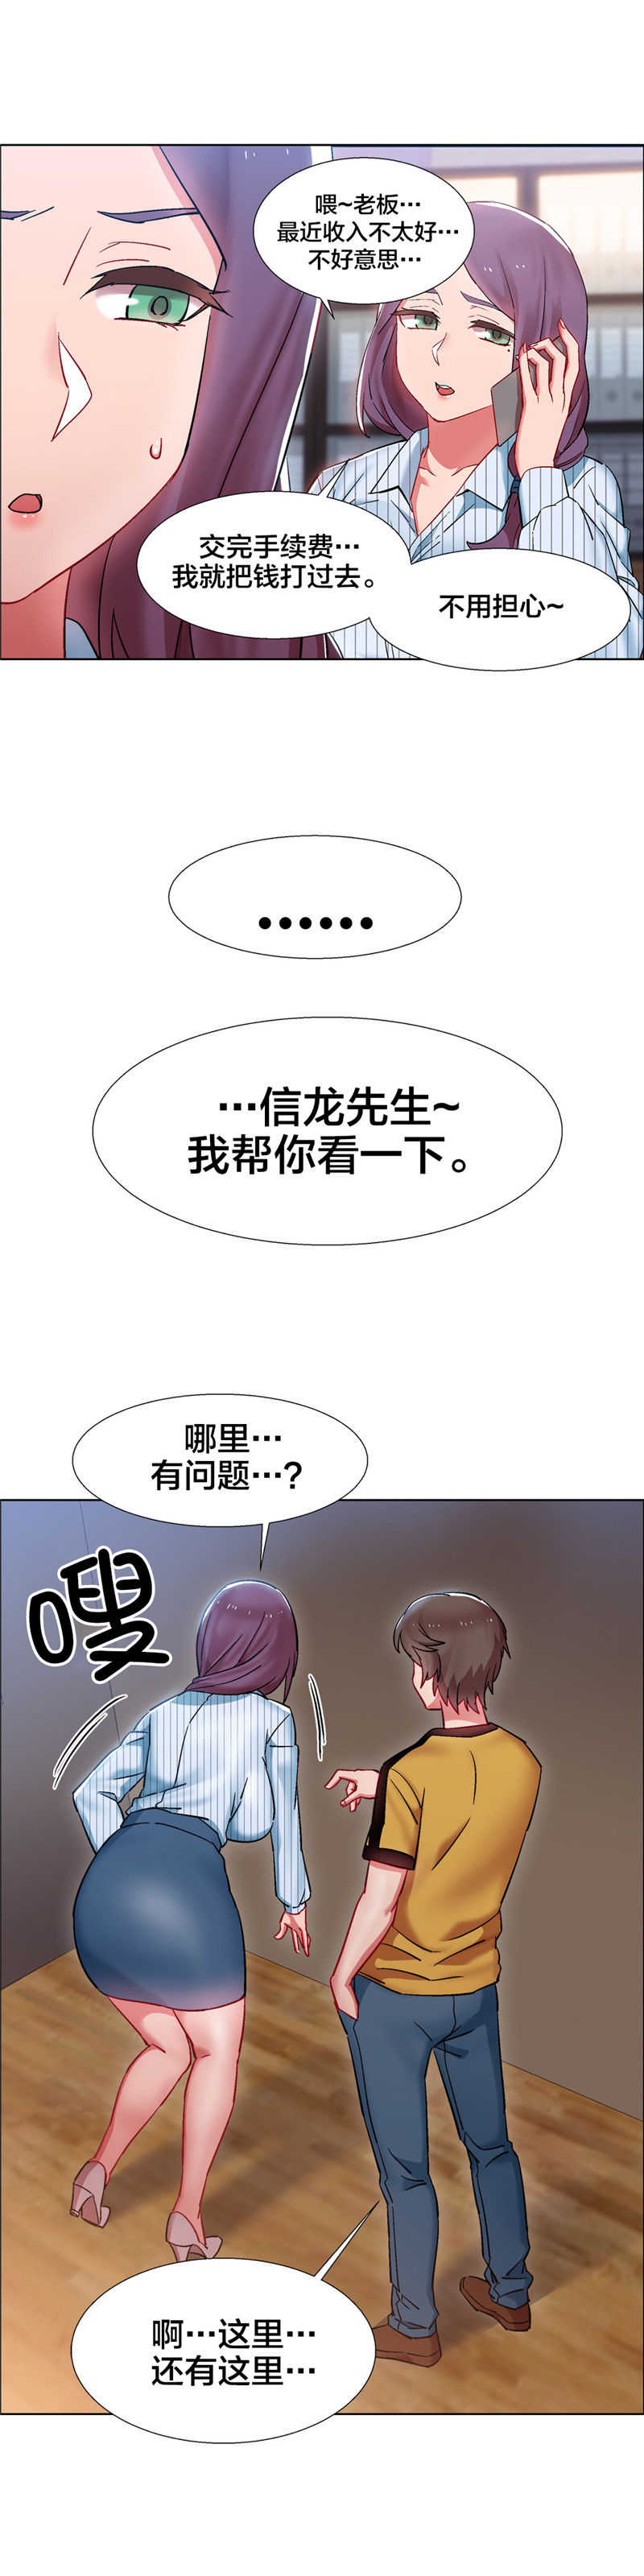 喂~老板…
最近收入不太好…
不好意思…
交完手续费…
我就把钱打过去。
不用担心~
……
…信龙先生~
我帮你看一下。
哪里…
有问题…?
嗖
啊…这里…
还有这里…